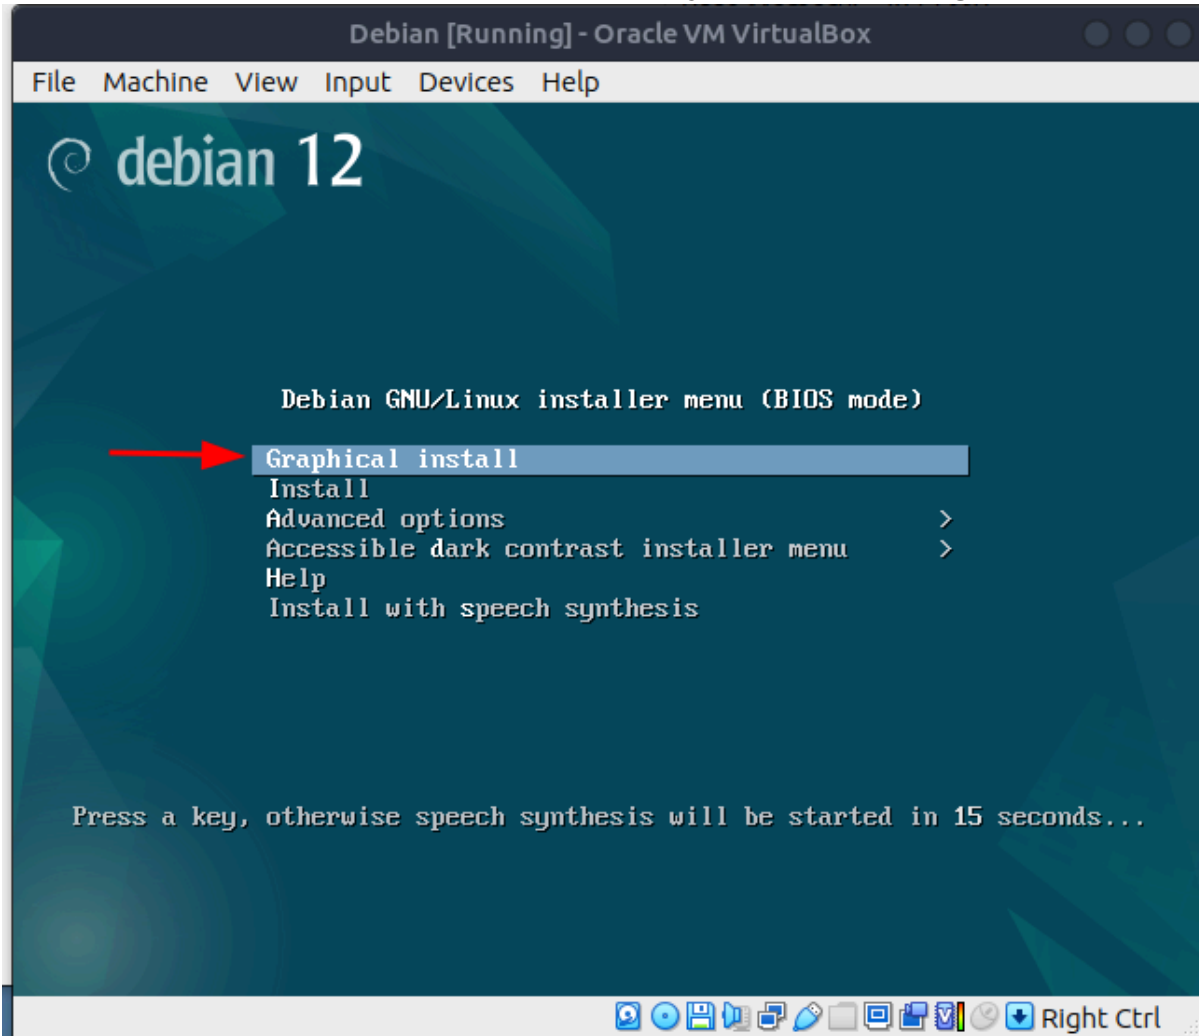 Debian [Running] - Oracle VM VirtualBox
File Machine View Input Devices Help
debian 12
Debian GNU/Linux installer menu (BIOS mode)
Graphical install
Install
Advanced options >
Accessible dark contrast installer menu >
Help
Install with speech synthesis
Press a key, otherwise speech synthesis will be started in 15 seconds...
Right Ctrl